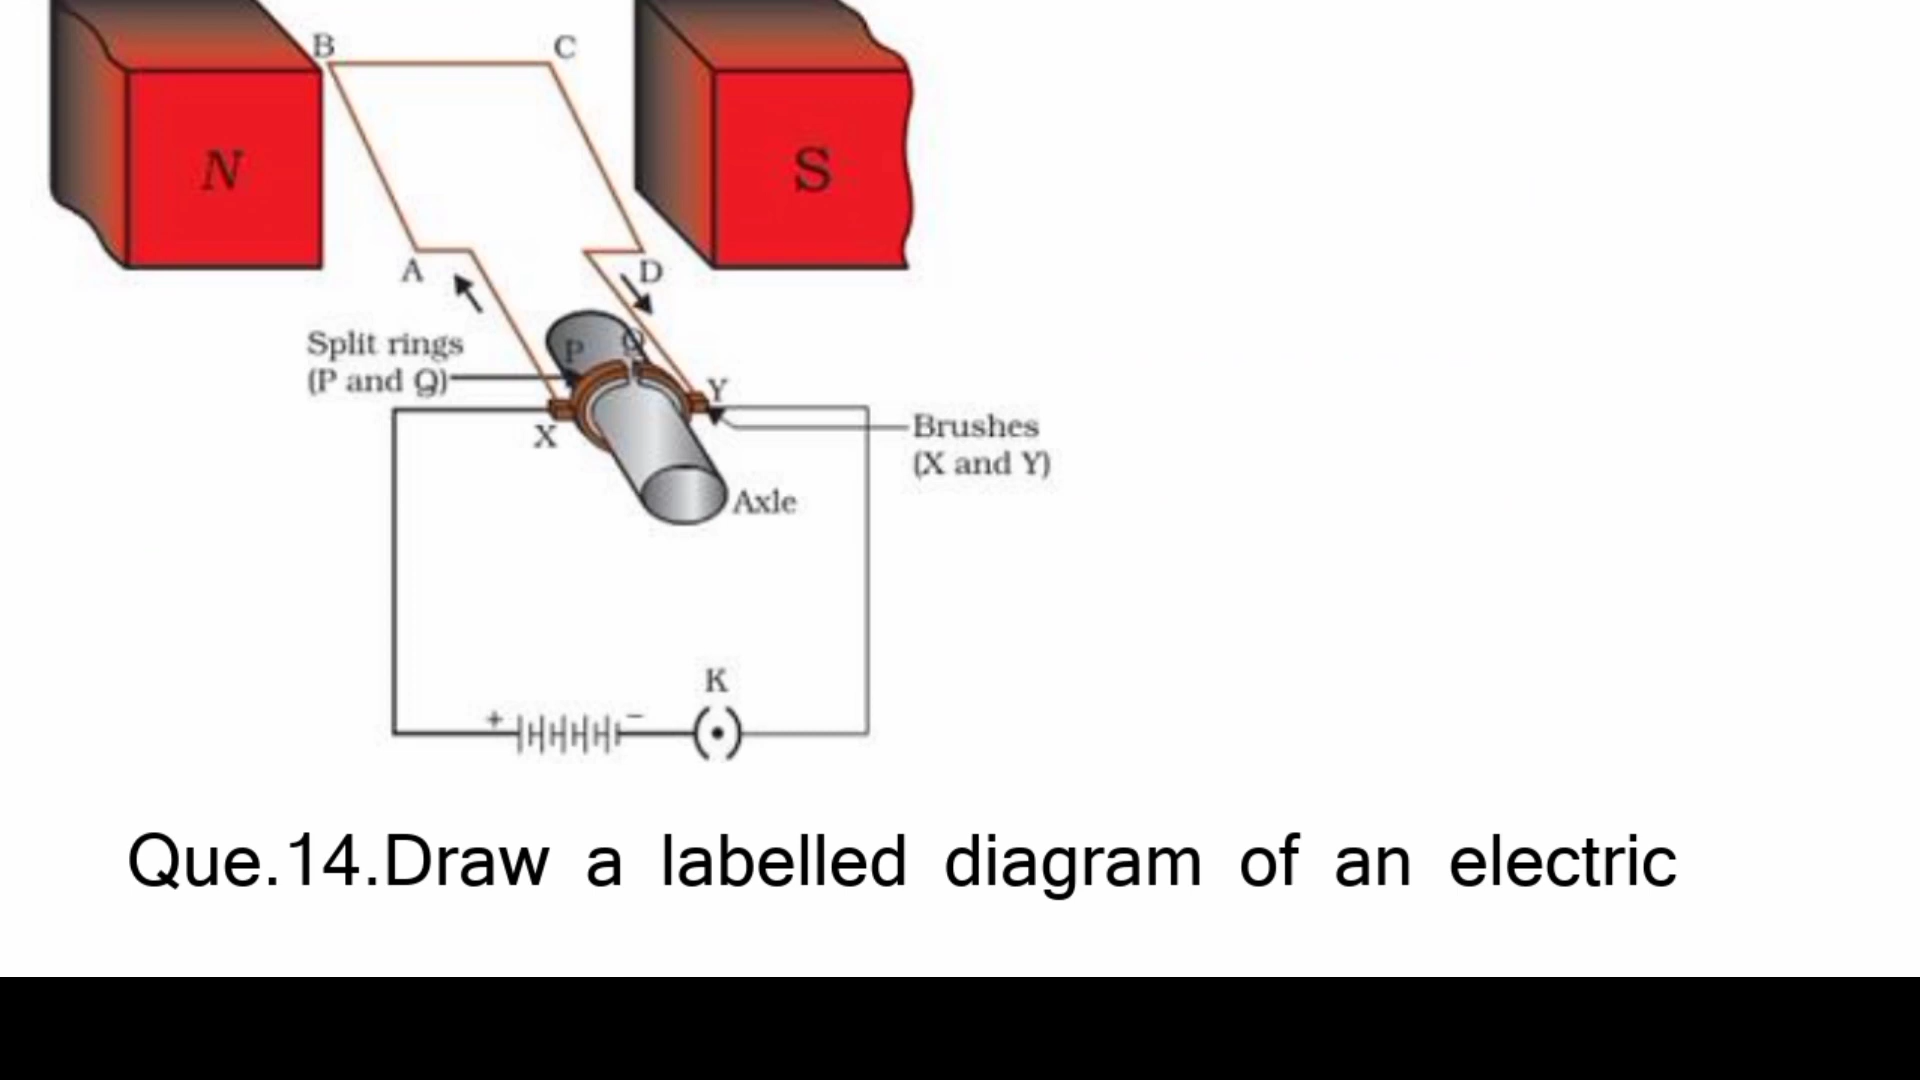 B
C
N
S
A
D
Split rings
(P and Q)
P
Q
X
Y
Brushes
(X and Y)
Axle
K
+
−
Que.14.Draw a labelled diagram of an electric